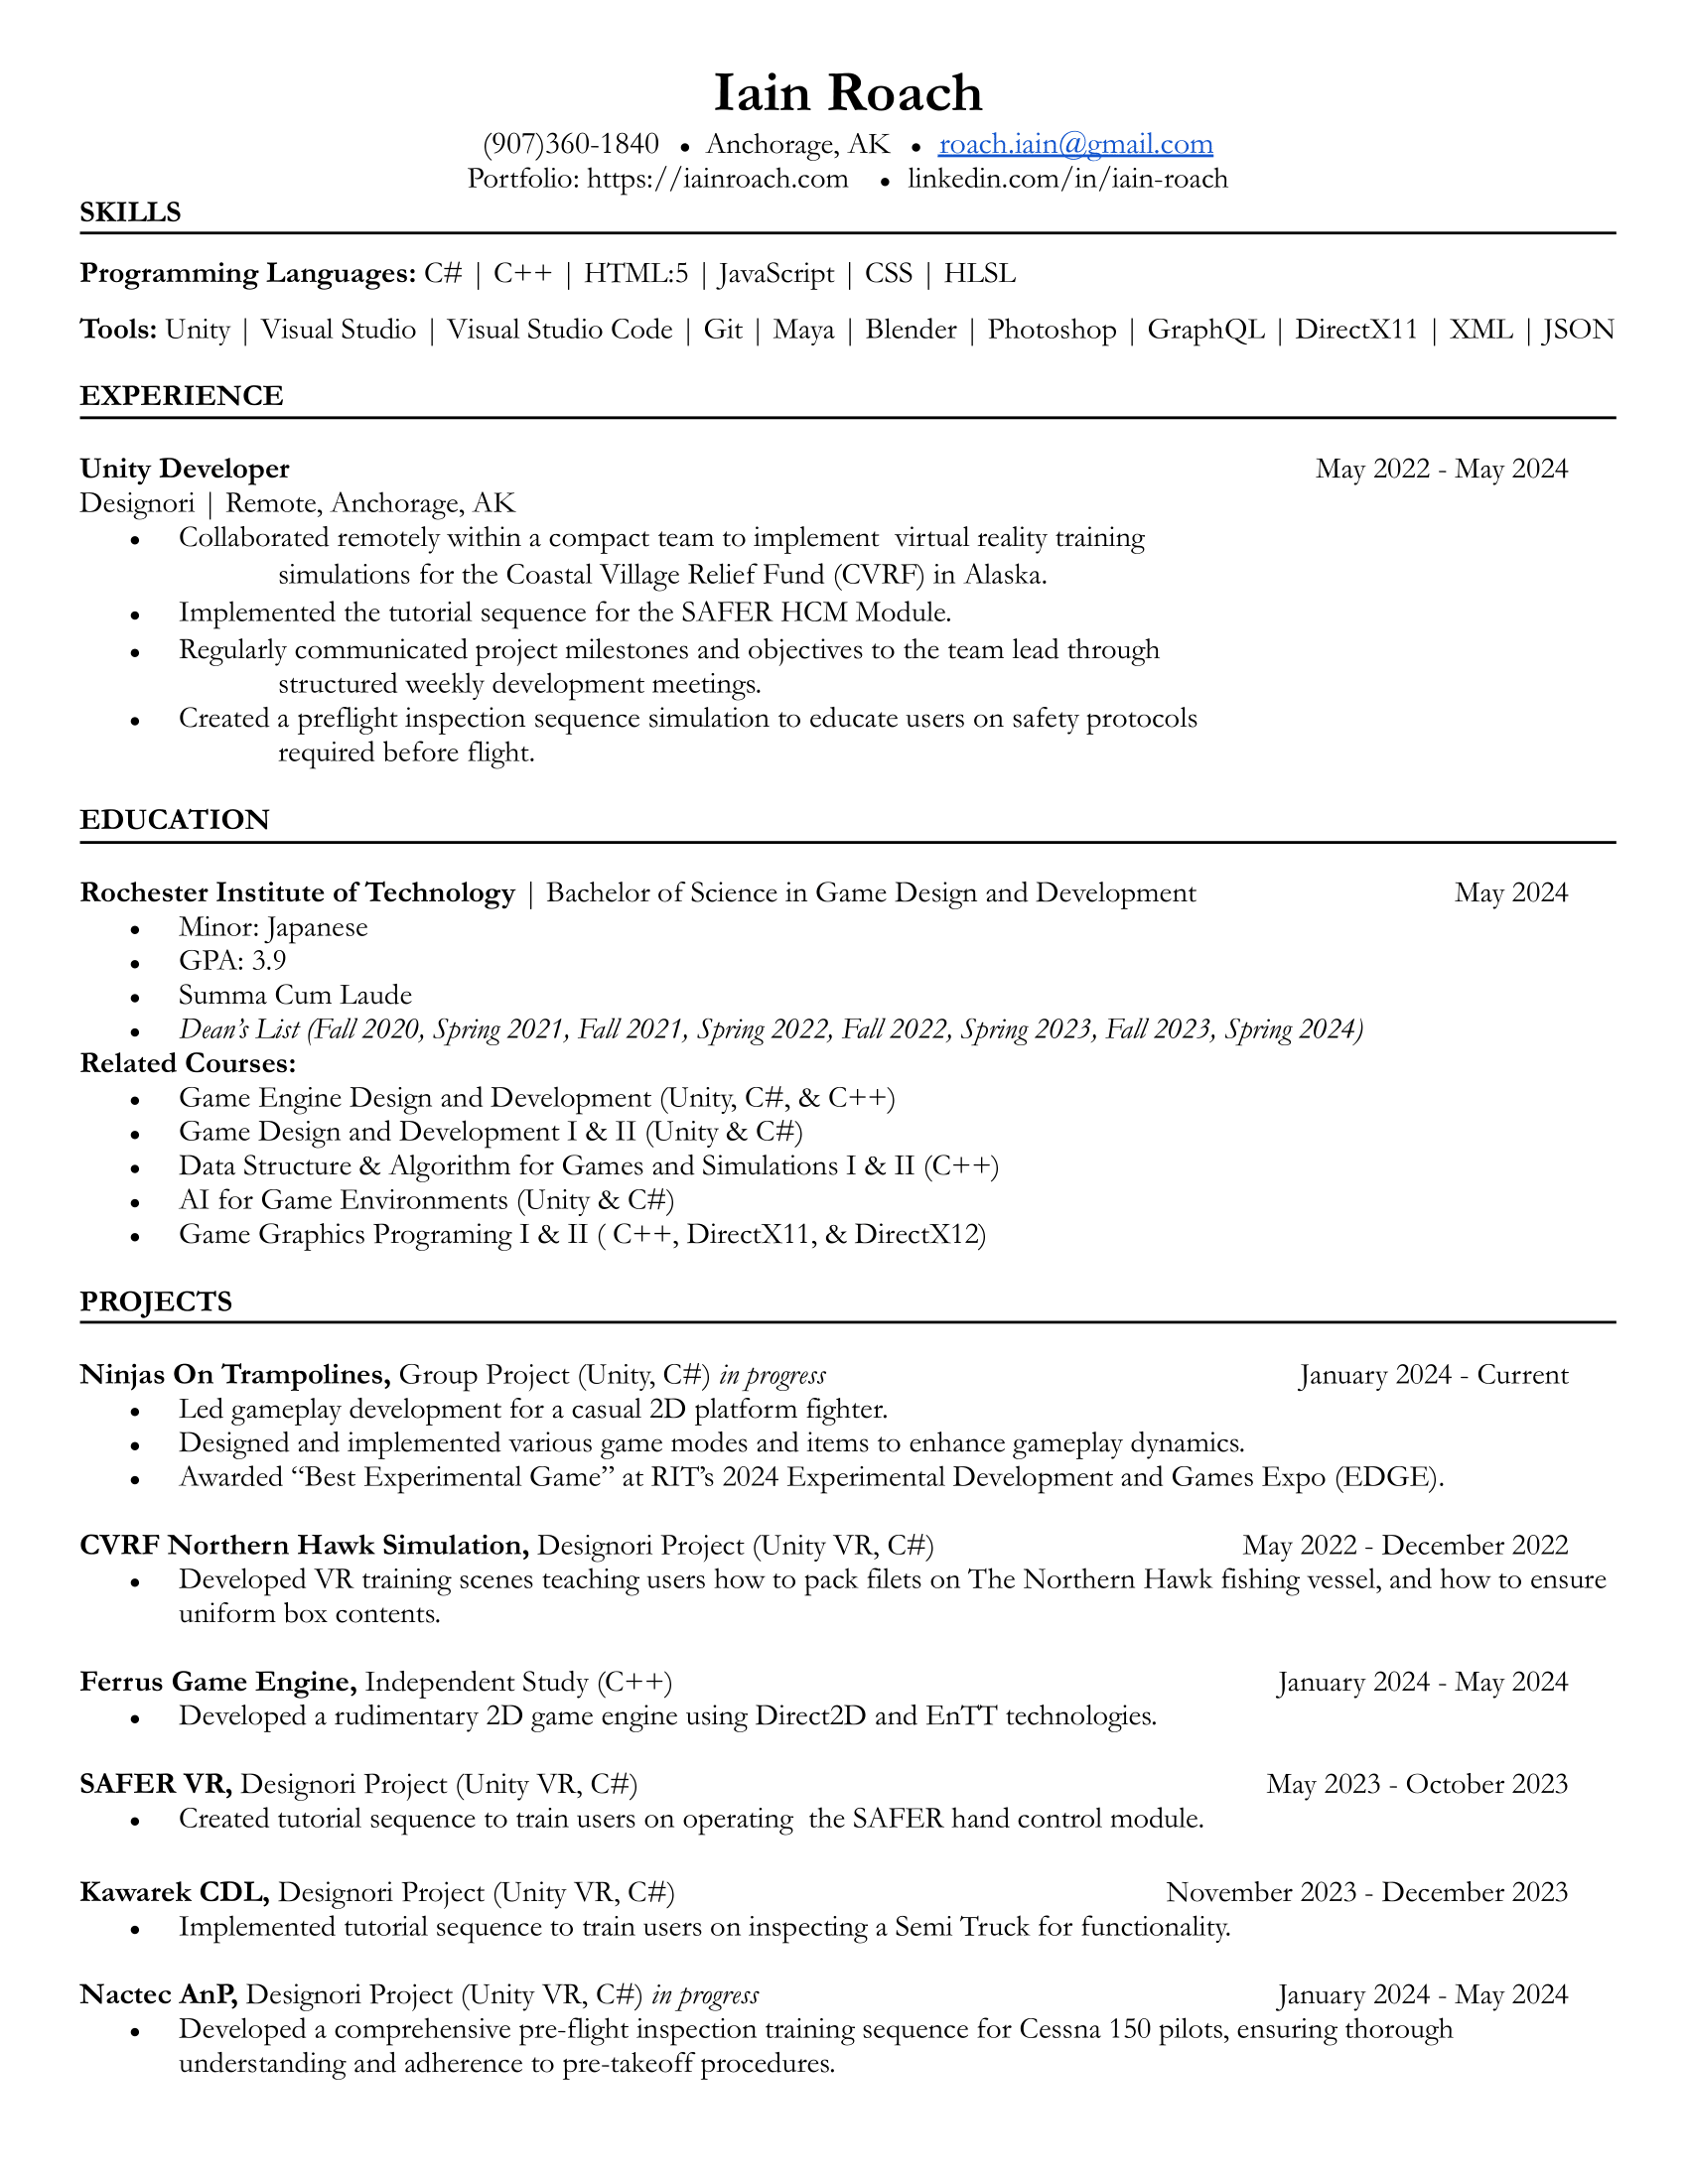 Iain Roach
(907)360-1840 ● Anchorage, AK ● roach.iain@gmail.com
Portfolio: https://iainroach.com ● linkedin.com/in/iain-roach
SKILLS
Programming Languages: C# | C++ | HTML:5 | JavaScript | CSS | HLSL
Tools: Unity | Visual Studio | Visual Studio Code | Git | Maya | Blender | Photoshop | GraphQL | DirectX11 | XML | JSON
EXPERIENCE
Unity Developer May 2022 - May 2024
Designori | Remote, Anchorage, AK
● Collaborated remotely within a compact team to implement  virtual reality training
simulations for the Coastal Village Relief Fund (CVRF) in Alaska.
● Implemented the tutorial sequence for the SAFER HCM Module.
● Regularly communicated project milestones and objectives to the team lead through
structured weekly development meetings.
● Created a preflight inspection sequence simulation to educate users on safety protocols
required before flight.
EDUCATION
Rochester Institute of Technology | Bachelor of Science in Game Design and Development May 2024
● Minor: Japanese
● GPA: 3.9
● Summa Cum Laude
● Dean's List (Fall 2020, Spring 2021, Fall 2021, Spring 2022, Fall 2022, Spring 2023, Fall 2023, Spring 2024)
Related Courses:
● Game Engine Design and Development (Unity, C#, & C++)
● Game Design and Development I & II (Unity & C#)
● Data Structure & Algorithm for Games and Simulations I & II (C++)
● AI for Game Environments (Unity & C#)
● Game Graphics Programing I & II ( C++, DirectX11, & DirectX12)
PROJECTS
Ninjas On Trampolines, Group Project (Unity, C#) in progress January 2024 - Current
● Led gameplay development for a casual 2D platform fighter.
● Designed and implemented various game modes and items to enhance gameplay dynamics.
● Awarded “Best Experimental Game” at RIT’s 2024 Experimental Development and Games Expo (EDGE).
CVRF Northern Hawk Simulation, Designori Project (Unity VR, C#) May 2022 - December 2022
● Developed VR training scenes teaching users how to pack filets on The Northern Hawk fishing vessel, and how to ensure
uniform box contents.
Ferrus Game Engine, Independent Study (C++) January 2024 - May 2024
● Developed a rudimentary 2D game engine using Direct2D and EnTT technologies.
SAFER VR, Designori Project (Unity VR, C#) May 2023 - October 2023
● Created tutorial sequence to train users on operating  the SAFER hand control module.
Kawarek CDL, Designori Project (Unity VR, C#) November 2023 - December 2023
● Implemented tutorial sequence to train users on inspecting a Semi Truck for functionality.
Nactec AnP, Designori Project (Unity VR, C#) in progress January 2024 - May 2024
● Developed a comprehensive pre-flight inspection training sequence for Cessna 150 pilots, ensuring thorough
understanding and adherence to pre-takeoff procedures.